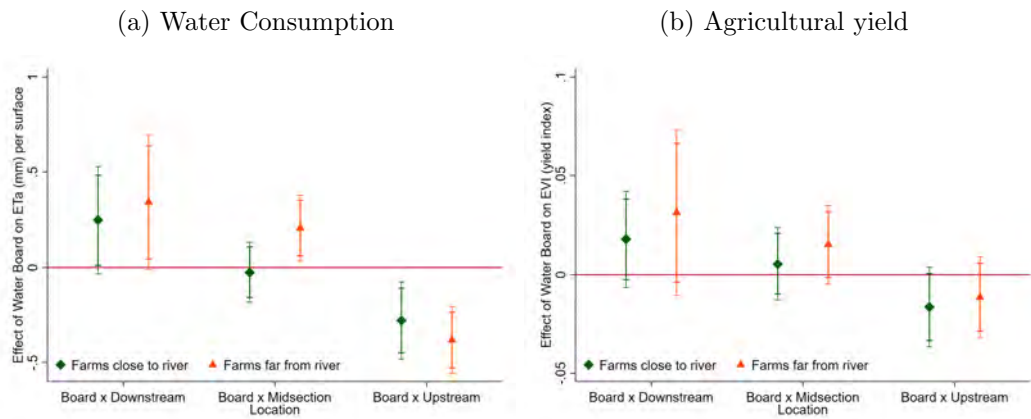 (a) Water Consumption
Effect of Water Board on ETa (mm) per surface
1
.5
0
-.5
Farms close to river
Farms far from river
Board x Downstream
Board x Midsection
Board x Upstream
Location
(b) Agricultural yield
Effect of Water Board on EVI (yield index)
.1
.05
0
-.05
Farms close to river
Farms far from river
Board x Downstream
Board x Midsection
Board x Upstream
Location